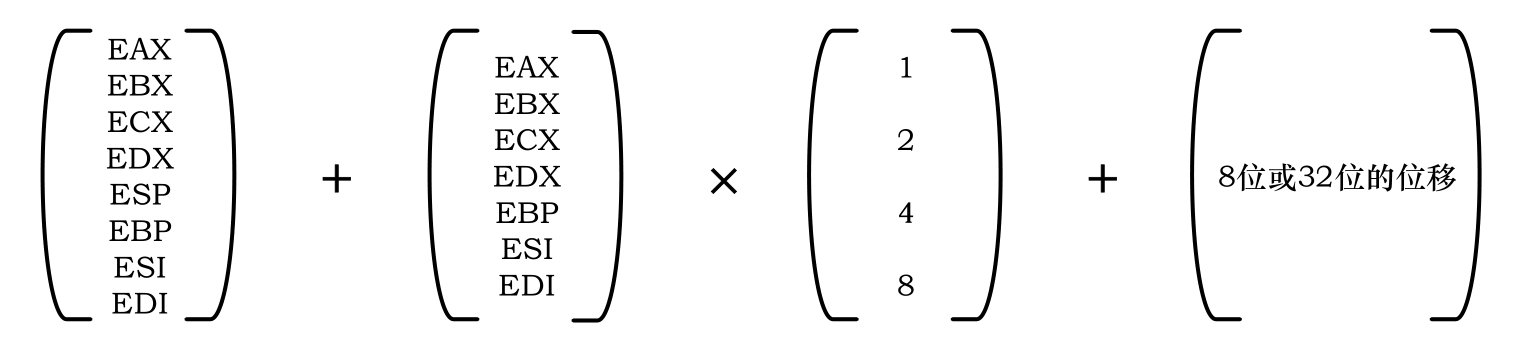 EAX
EBX
ECX
EDX
ESP
EBP
ESI
EDI
+
EAX
EBX
ECX
EDX
EBP
ESI
EDI
×
1
2
4
8
+
8位或32位的位移